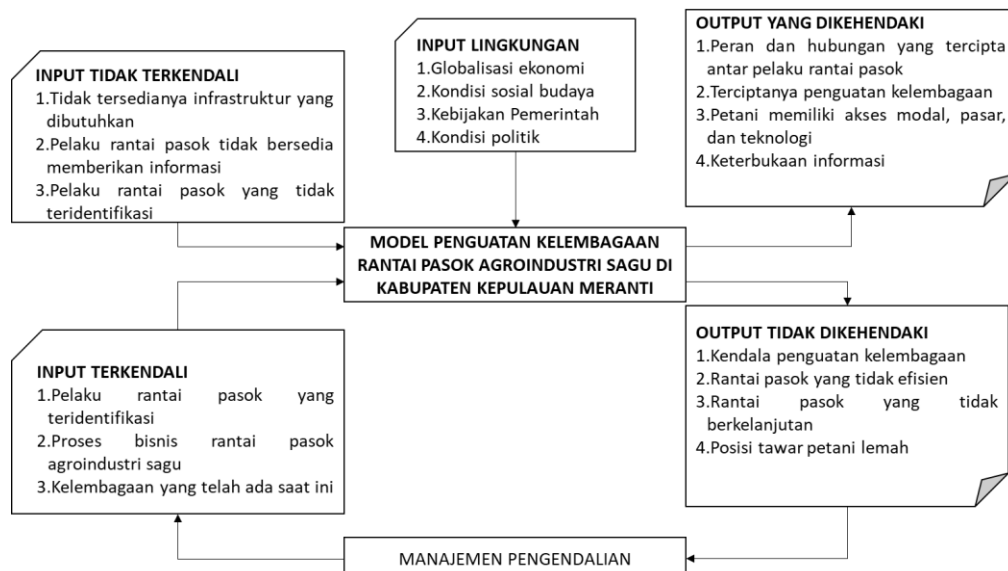 INPUT TIDAK TERKENDALI
1.Tidak tersedianya infrastruktur yang
dibutuhkan
2.Pelaku rantai pasok tidak bersedia
memberikan informasi
3.Pelaku rantai pasok yang tidak
teridentifikasi
INPUT LINGKUNGAN
1.Globalisasi ekonomi
2.Kondisi sosial budaya
3.Kebijakan Pemerintah
4.Kondisi politik
OUTPUT YANG DIKEHENDAKI
1.Peran dan hubungan yang tercipta
antar pelaku rantai pasok
2.Terciptanya penguatan kelembagaan
3.Petani memiliki akses modal, pasar,
dan teknologi
4.Keterbukaan informasi
MODEL PENGUATAN KELEMBAGAAN
RANTAI PASOK AGROINDUSTRI SAGU DI
KABUPATEN KEPULAUAN MERANTI
INPUT TERKENDALI
1.Pelaku rantai pasok yang
teridentifikasi
2.Proses bisnis rantai pasok
agroindustri sagu
3.Kelembagaan yang telah ada saat ini
OUTPUT TIDAK DIKEHENDAKI
1.Kendala penguatan kelembagaan
2.Rantai pasok yang tidak efisien
3.Rantai pasok yang tidak
berkelanjutan
4.Posisi tawar petani lemah
MANAJEMEN PENGENDALIAN